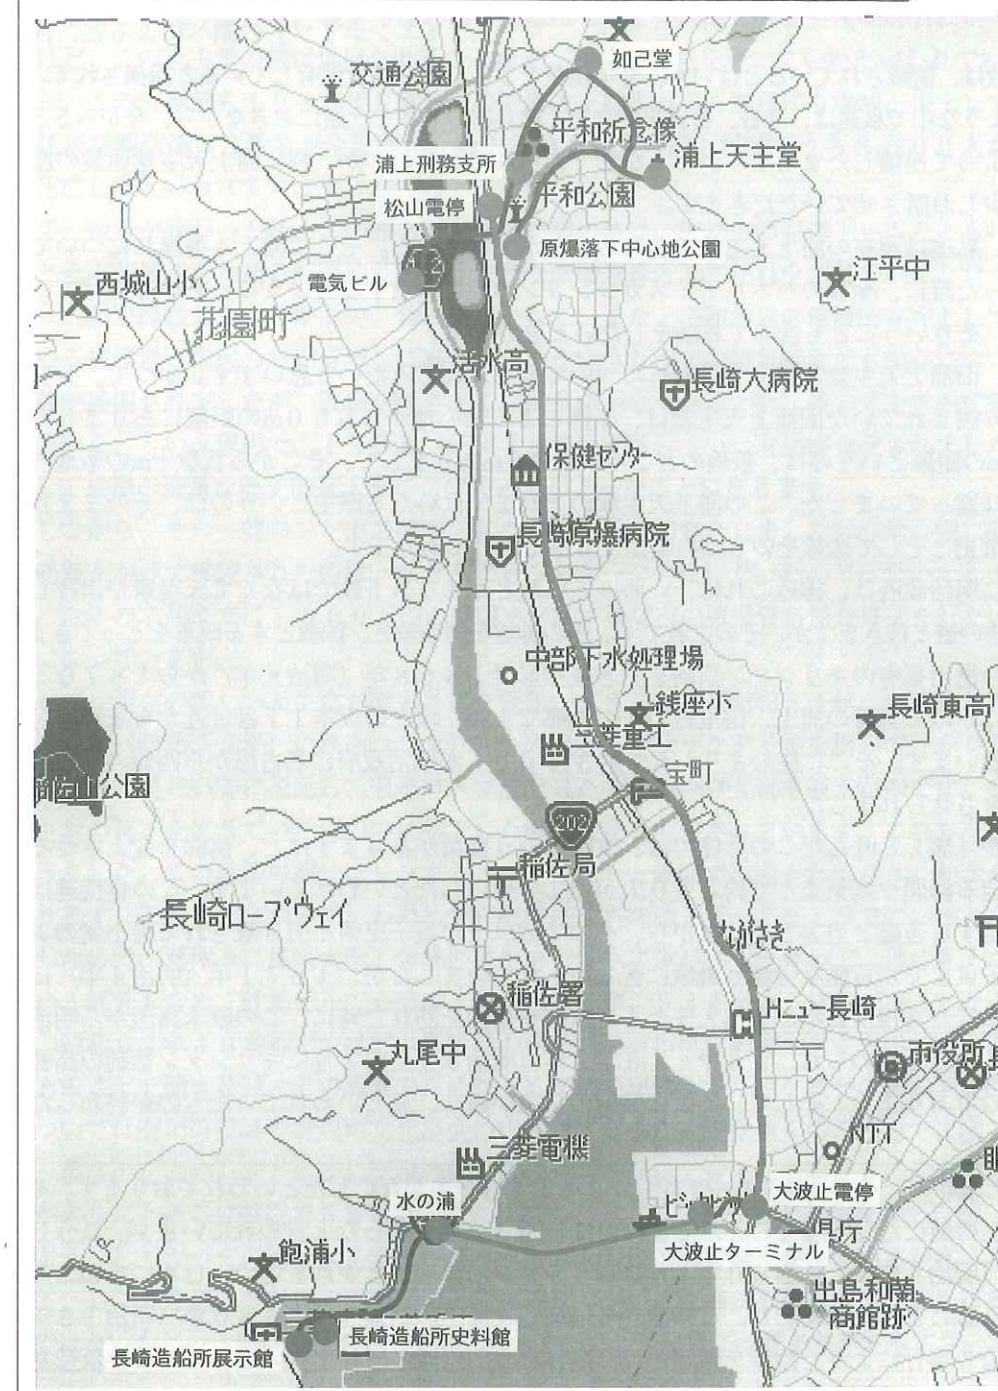 如己堂
交通公園
平和祈念像
浦上天主堂
浦上刑務支所
平和公園
松山電停
原爆落下中心地公園
江平中
電気ビル
西城山小
花園町
活水高
長崎大病院
保健センター
長崎原爆病院
中部下水処理場
銭座小
長崎東高
三菱重工
宝町
稲佐山公園
202
稲佐局
長崎ロープウェイ
ながさき
稲佐署
Hニュー長崎
丸尾中
市役所
NTT
三菱電機
大波止電停
水の浦
県庁
大波止ターミナル
飽浦小
出島和蘭
商館跡
長崎造船所史料館
長崎造船所展示館